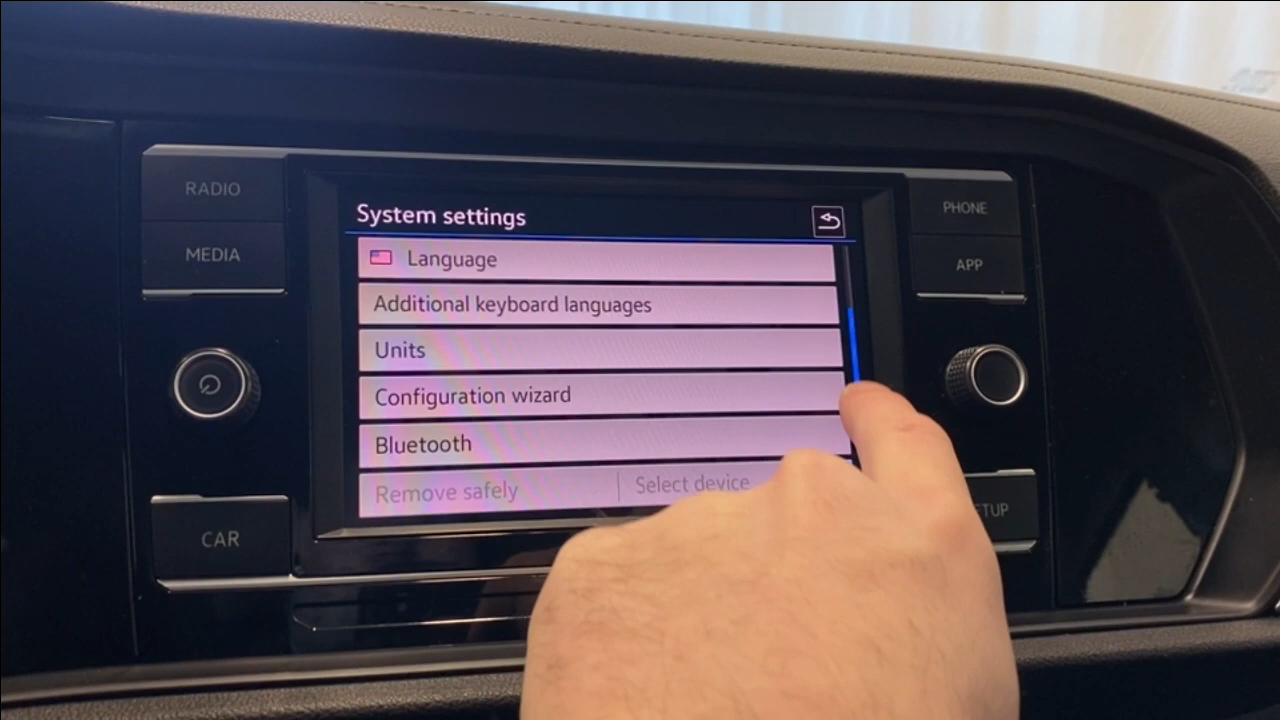 RADIO
MEDIA
CAR
System settings
Language
Additional keyboard languages
Units
Configuration wizard
Bluetooth
Remove safely Select device
PHONE
APP
ETUP